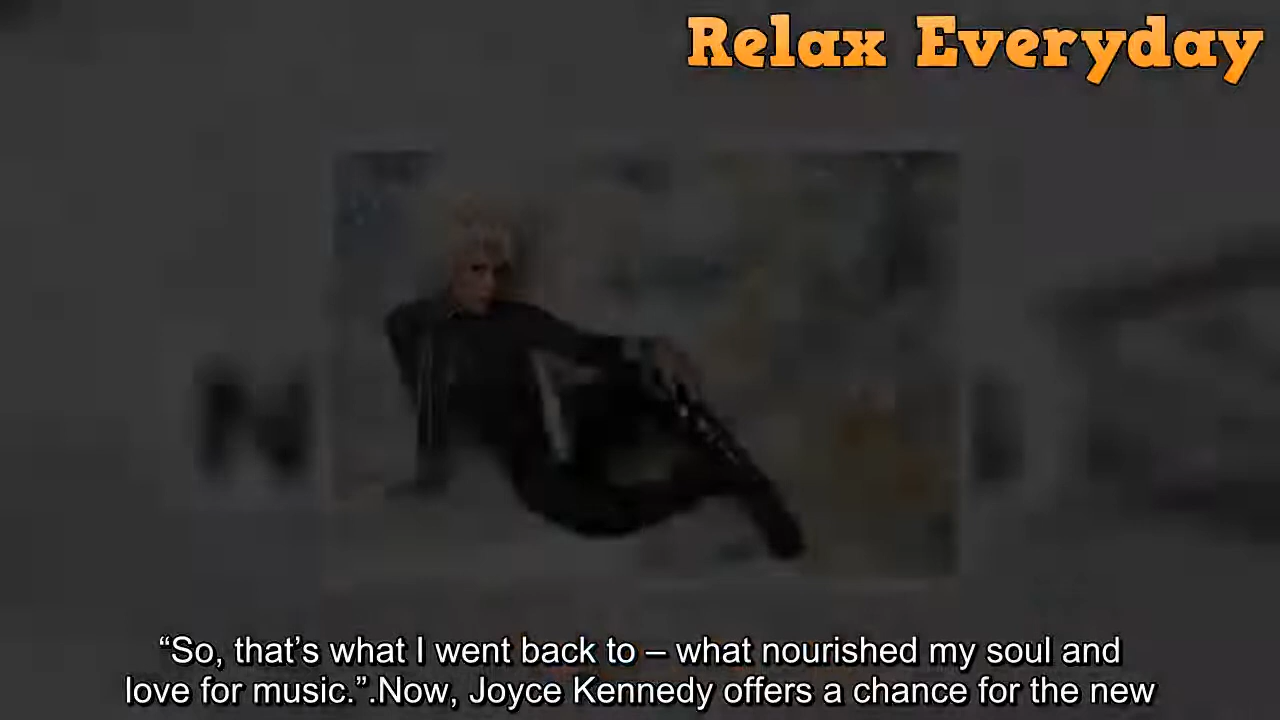 Relax Everyday
“So, that’s what I went back to – what nourished my soul and
love for music.”.Now, Joyce Kennedy offers a chance for the new